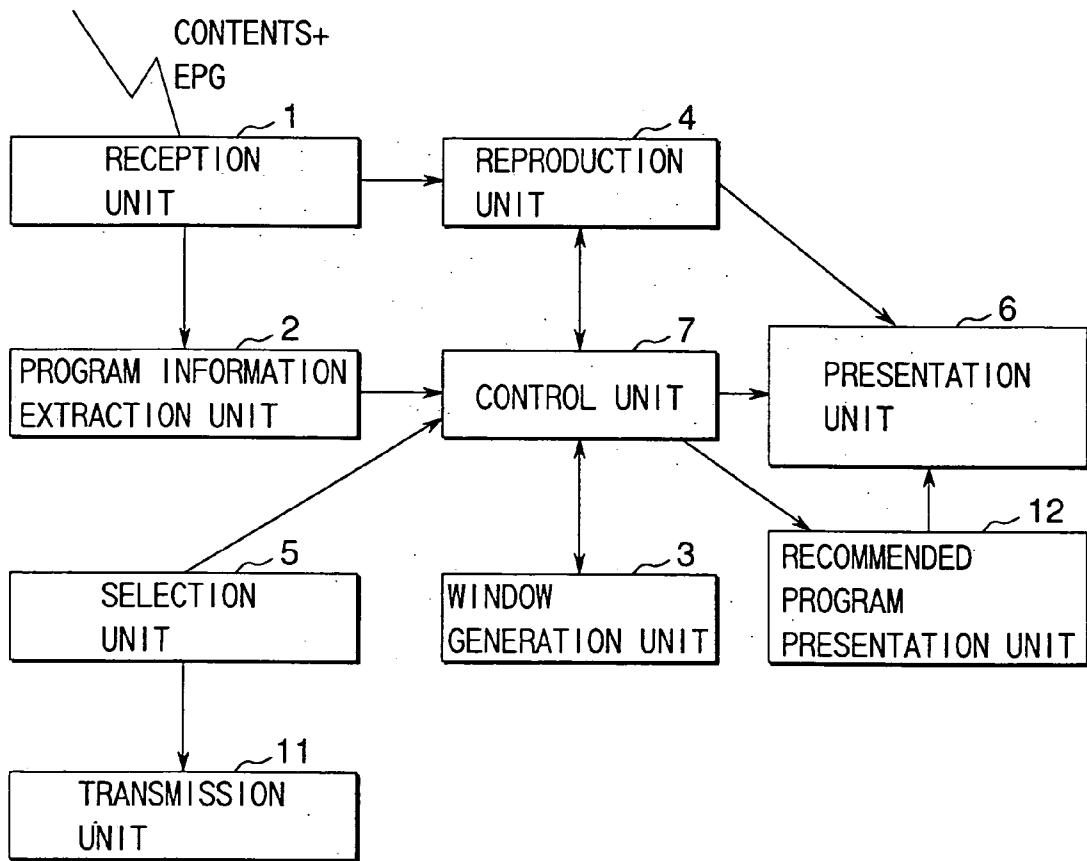 CONTENTS+
EPG
1
RECEPTION
UNIT
4
REPRODUCTION
UNIT
2
PROGRAM INFORMATION
EXTRACTION UNIT
7
CONTROL UNIT
6
PRESENTATION
UNIT
5
SELECTION
UNIT
3
WINDOW
GENERATION UNIT
12
RECOMMENDED
PROGRAM
PRESENTATION UNIT
11
TRANSMISSION
UNIT